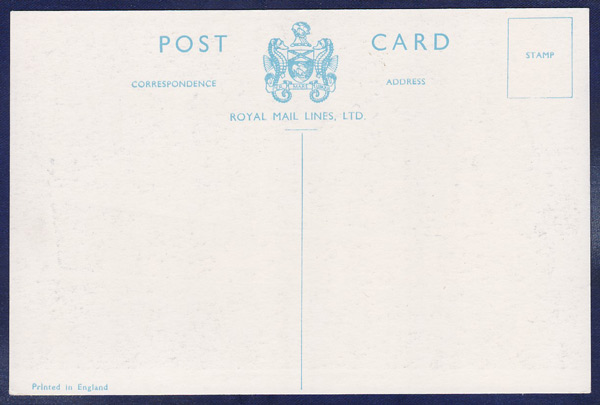 POST CARD
STAMP
CORRESPONDENCE ADDRESS
ROYAL MAIL LINES, LTD.
Printed in England